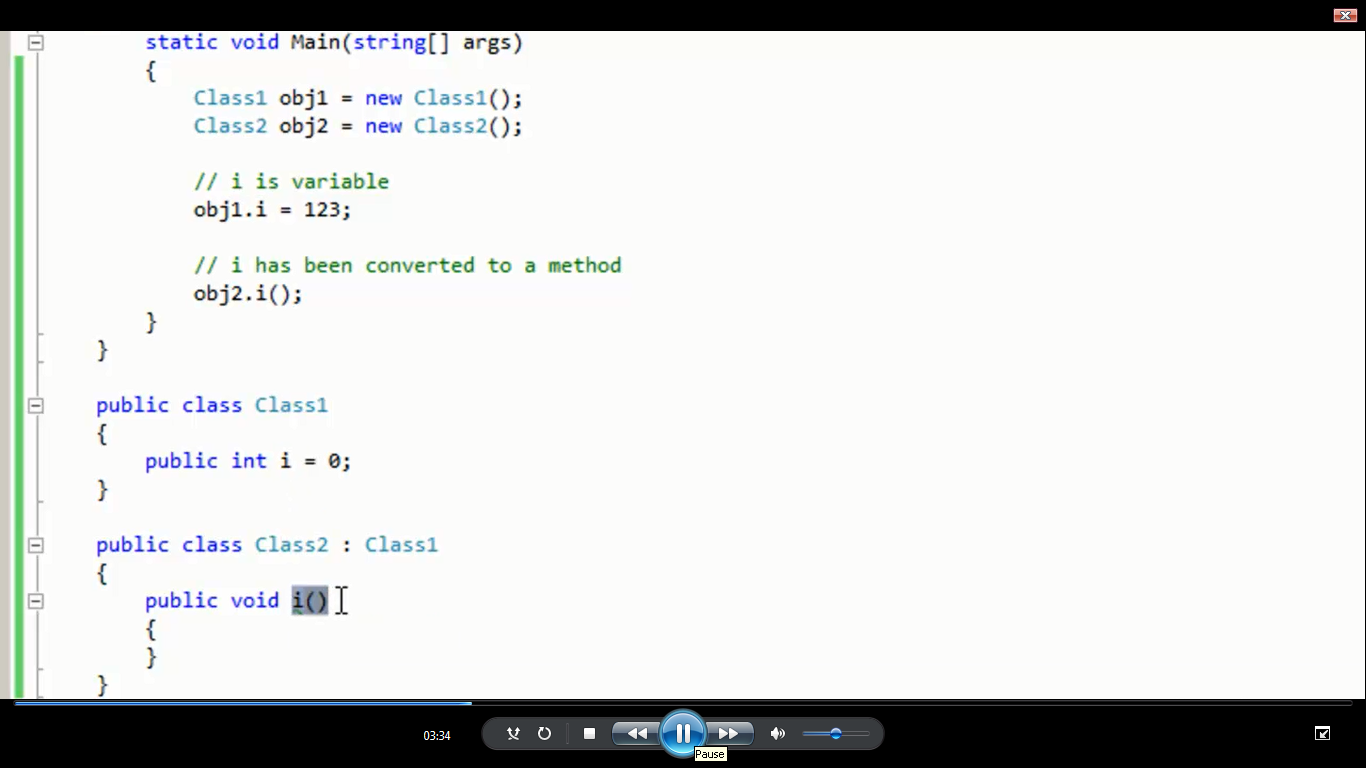 static void Main(string[] args)
{
Class1 obj1 = new Class1();
Class2 obj2 = new Class2();
// i is variable
obj1.i = 123;
// i has been converted to a method
obj2.i();
}
}
public class Class1
{
public int i = 0;
}
public class Class2 : Class1
{
public void i()
{
}
}
03:34
Pause